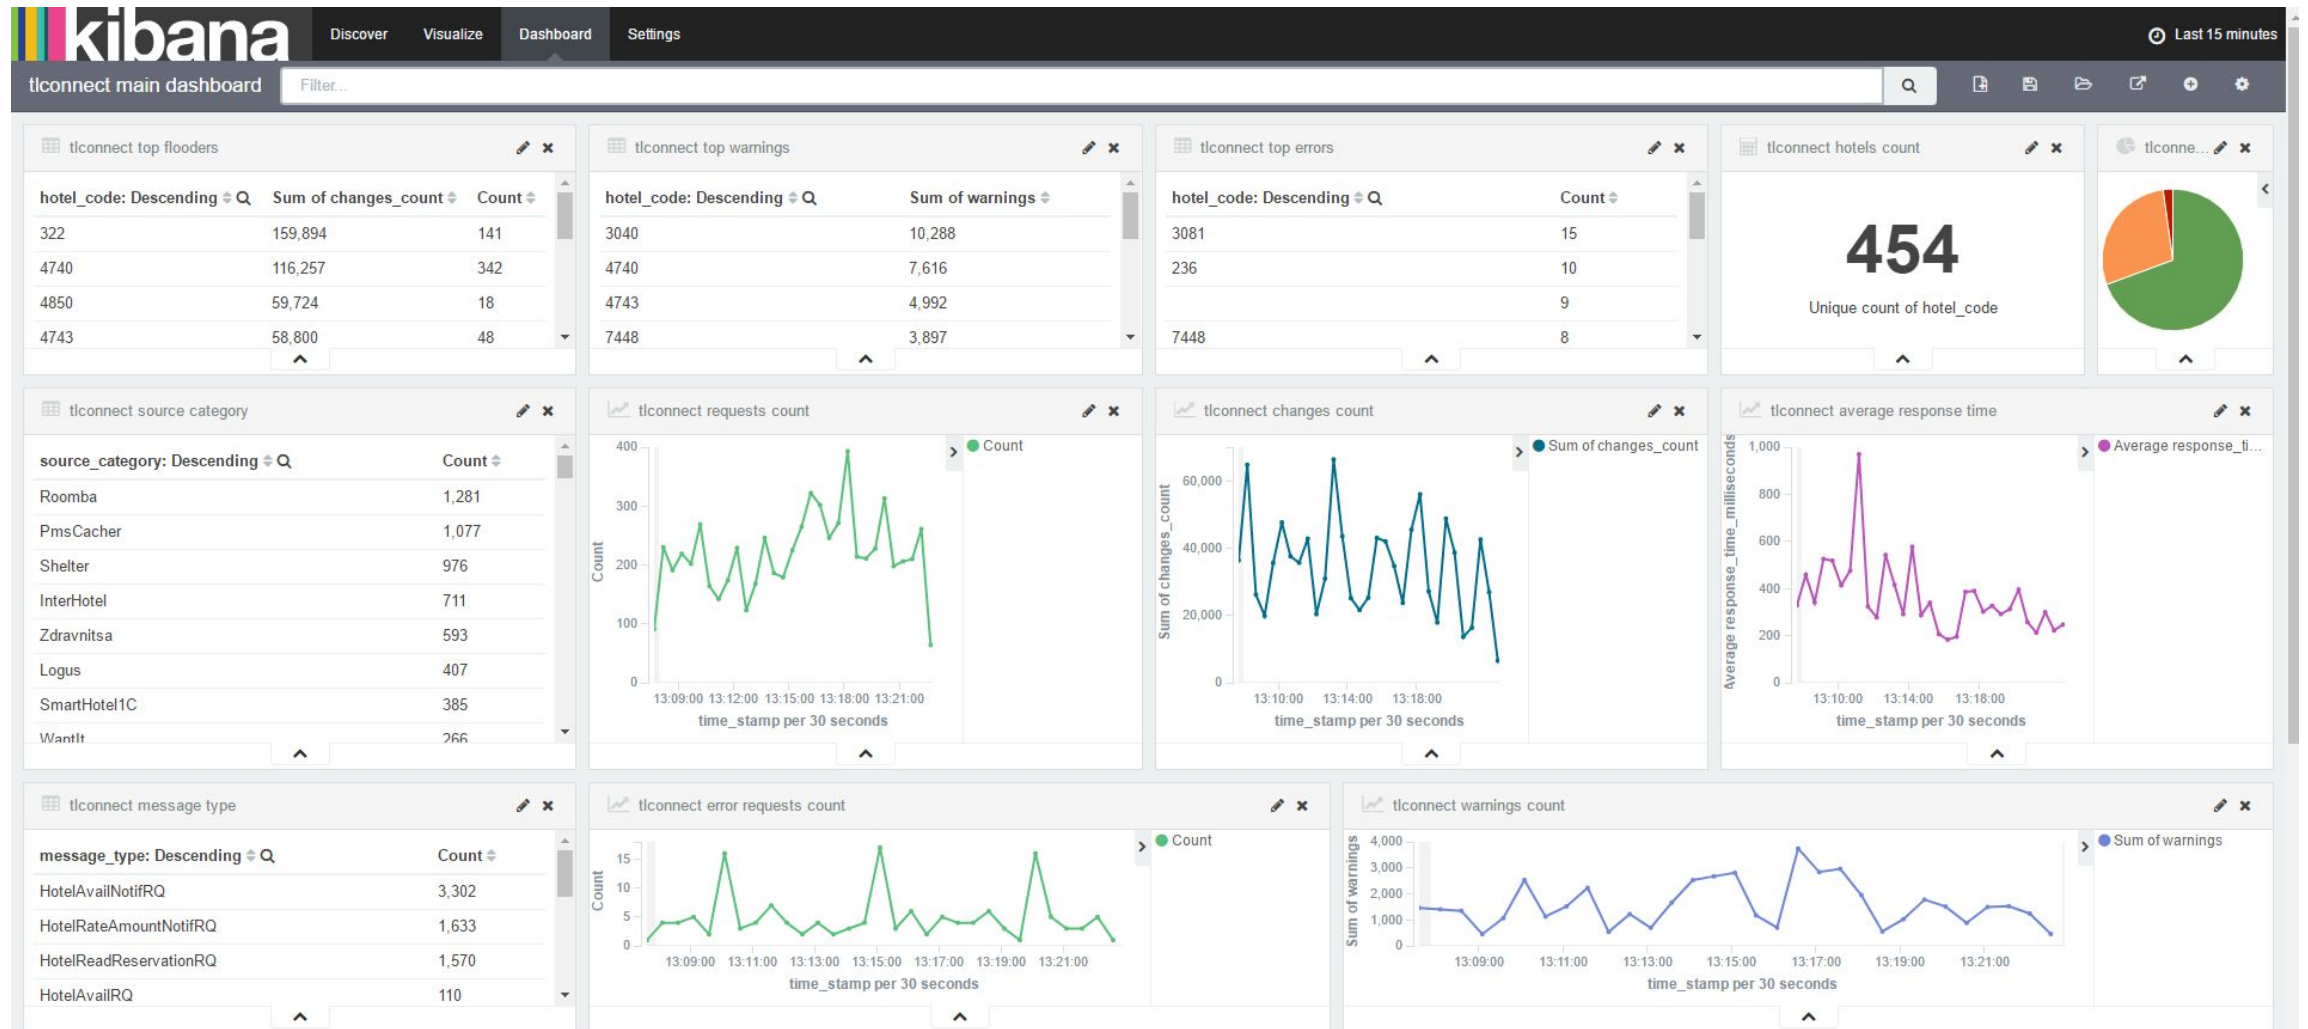 kibana Discover Visualize Dashboard Settings Last 15 minutes
tlconnect main dashboard Filter...
tlconnect top flooders
hotel_code: Descending Sum of changes_count Count
322 159,894 141
4740 116,257 342
4850 59,724 18
4743 58,800 48
tlconnect top warnings
hotel_code: Descending Sum of warnings
3040 10,288
4740 7,616
4743 4,992
7448 3,897
tlconnect top errors
hotel_code: Descending Count
3081 15
236 10
9
7448 8
tlconnect hotels count
454
Unique count of hotel_code
tlconne...
tlconnect source category
source_category: Descending Count
Roomba 1,281
PmsCacher 1,077
Shelter 976
InterHotel 711
Zdravnitsa 593
Logus 407
SmartHotel1C 385
WantIt 266
tlconnect requests count
Count
400
300
200
100
0
Count
13:09:00 13:12:00 13:15:00 13:18:00 13:21:00
time_stamp per 30 seconds
tlconnect changes count
Sum of changes_count
60,000
40,000
20,000
0
Sum of changes_count
13:10:00 13:14:00 13:18:00
time_stamp per 30 seconds
tlconnect average response time
Average response_ti...
1,000
800
600
400
200
0
Average response_time_milliseconds
13:10:00 13:14:00 13:18:00
time_stamp per 30 seconds
tlconnect message type
message_type: Descending Count
HotelAvailNotifRQ 3,302
HotelRateAmountNotifRQ 1,633
HotelReadReservationRQ 1,570
HotelAvailRQ 110
tlconnect error requests count
Count
15
10
5
0
Count
13:09:00 13:11:00 13:13:00 13:15:00 13:17:00 13:19:00 13:21:00
time_stamp per 30 seconds
tlconnect warnings count
Sum of warnings
4,000
3,000
2,000
1,000
0
Sum of warnings
13:09:00 13:11:00 13:13:00 13:15:00 13:17:00 13:19:00 13:21:00
time_stamp per 30 seconds